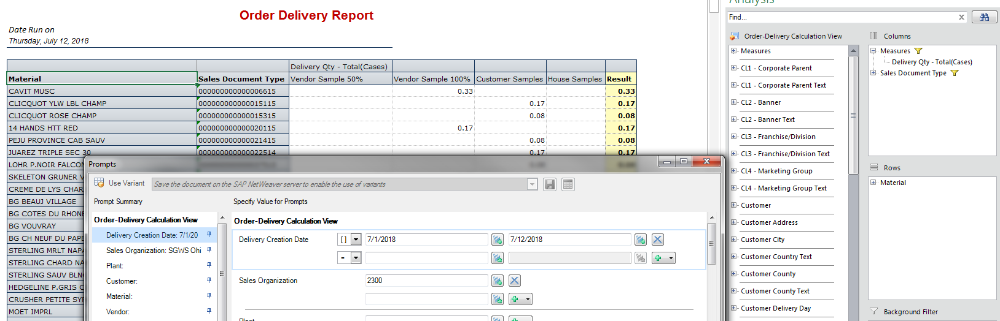 Order Delivery Report
Date Run on
Thursday, July 12, 2018
Delivery Qty - Total(Cases)
Material Sales Document Type Vendor Sample 50% Vendor Sample 100% Customer Samples House Samples Result
CAVIT MUSC 000000000000006615 0.33 0.33
CLICQUOT YLW LBL CHAMP 000000000000015115 0.17 0.17
CLICQUOT ROSE CHAMP 000000000000015315 0.08 0.08
14 HANDS HTT RED 000000000000020115 0.17 0.17
PEJU PROVINCE CAB SAUV 000000000000021415 0.08 0.08
JUAREZ TRIPLE SEC 30 000000000000022514 0.17 0.17
LOHR P.NOIR FALCON
SKELETON GRUNER V
CREME DE LYS CHAR
BG BEAUJ VILLAGE
BG COTES DU RHONE
BG VOUVRAY
BG CH NEUF DU PAPE
STERLING MRLT NAPA
STERLING CHARD NA
STERLING SAUV BLNC
HEDGELINE P.GRIS C
CRUSHER PETITE SYR
MOET IMPRL
Prompts
Use Variant Save the document on the SAP NetWeaver server to enable the use of variants
Prompt Summary
Order-Delivery Calculation View
Delivery Creation Date: 7/1/20
Sales Organization: SGWS Ohi
Plant:
Customer:
Material:
Vendor:
Specify Value for Prompts
Order-Delivery Calculation View
Delivery Creation Date [ ] 7/1/2018 7/12/2018
=
Sales Organization 2300
Plant
Analysis
Find...
Order-Delivery Calculation View
Measures
CL1 - Corporate Parent
CL1 - Corporate Parent Text
CL2 - Banner
CL2 - Banner Text
CL3 - Franchise/Division
CL3 - Franchise/Division Text
CL4 - Marketing Group
CL4 - Marketing Group Text
Customer
Customer Address
Customer City
Customer Country Text
Customer County
Customer County Text
Customer Delivery Day
Columns
Measures
Delivery Qty - Total(Cases)
Sales Document Type
Rows
Material
Background Filter